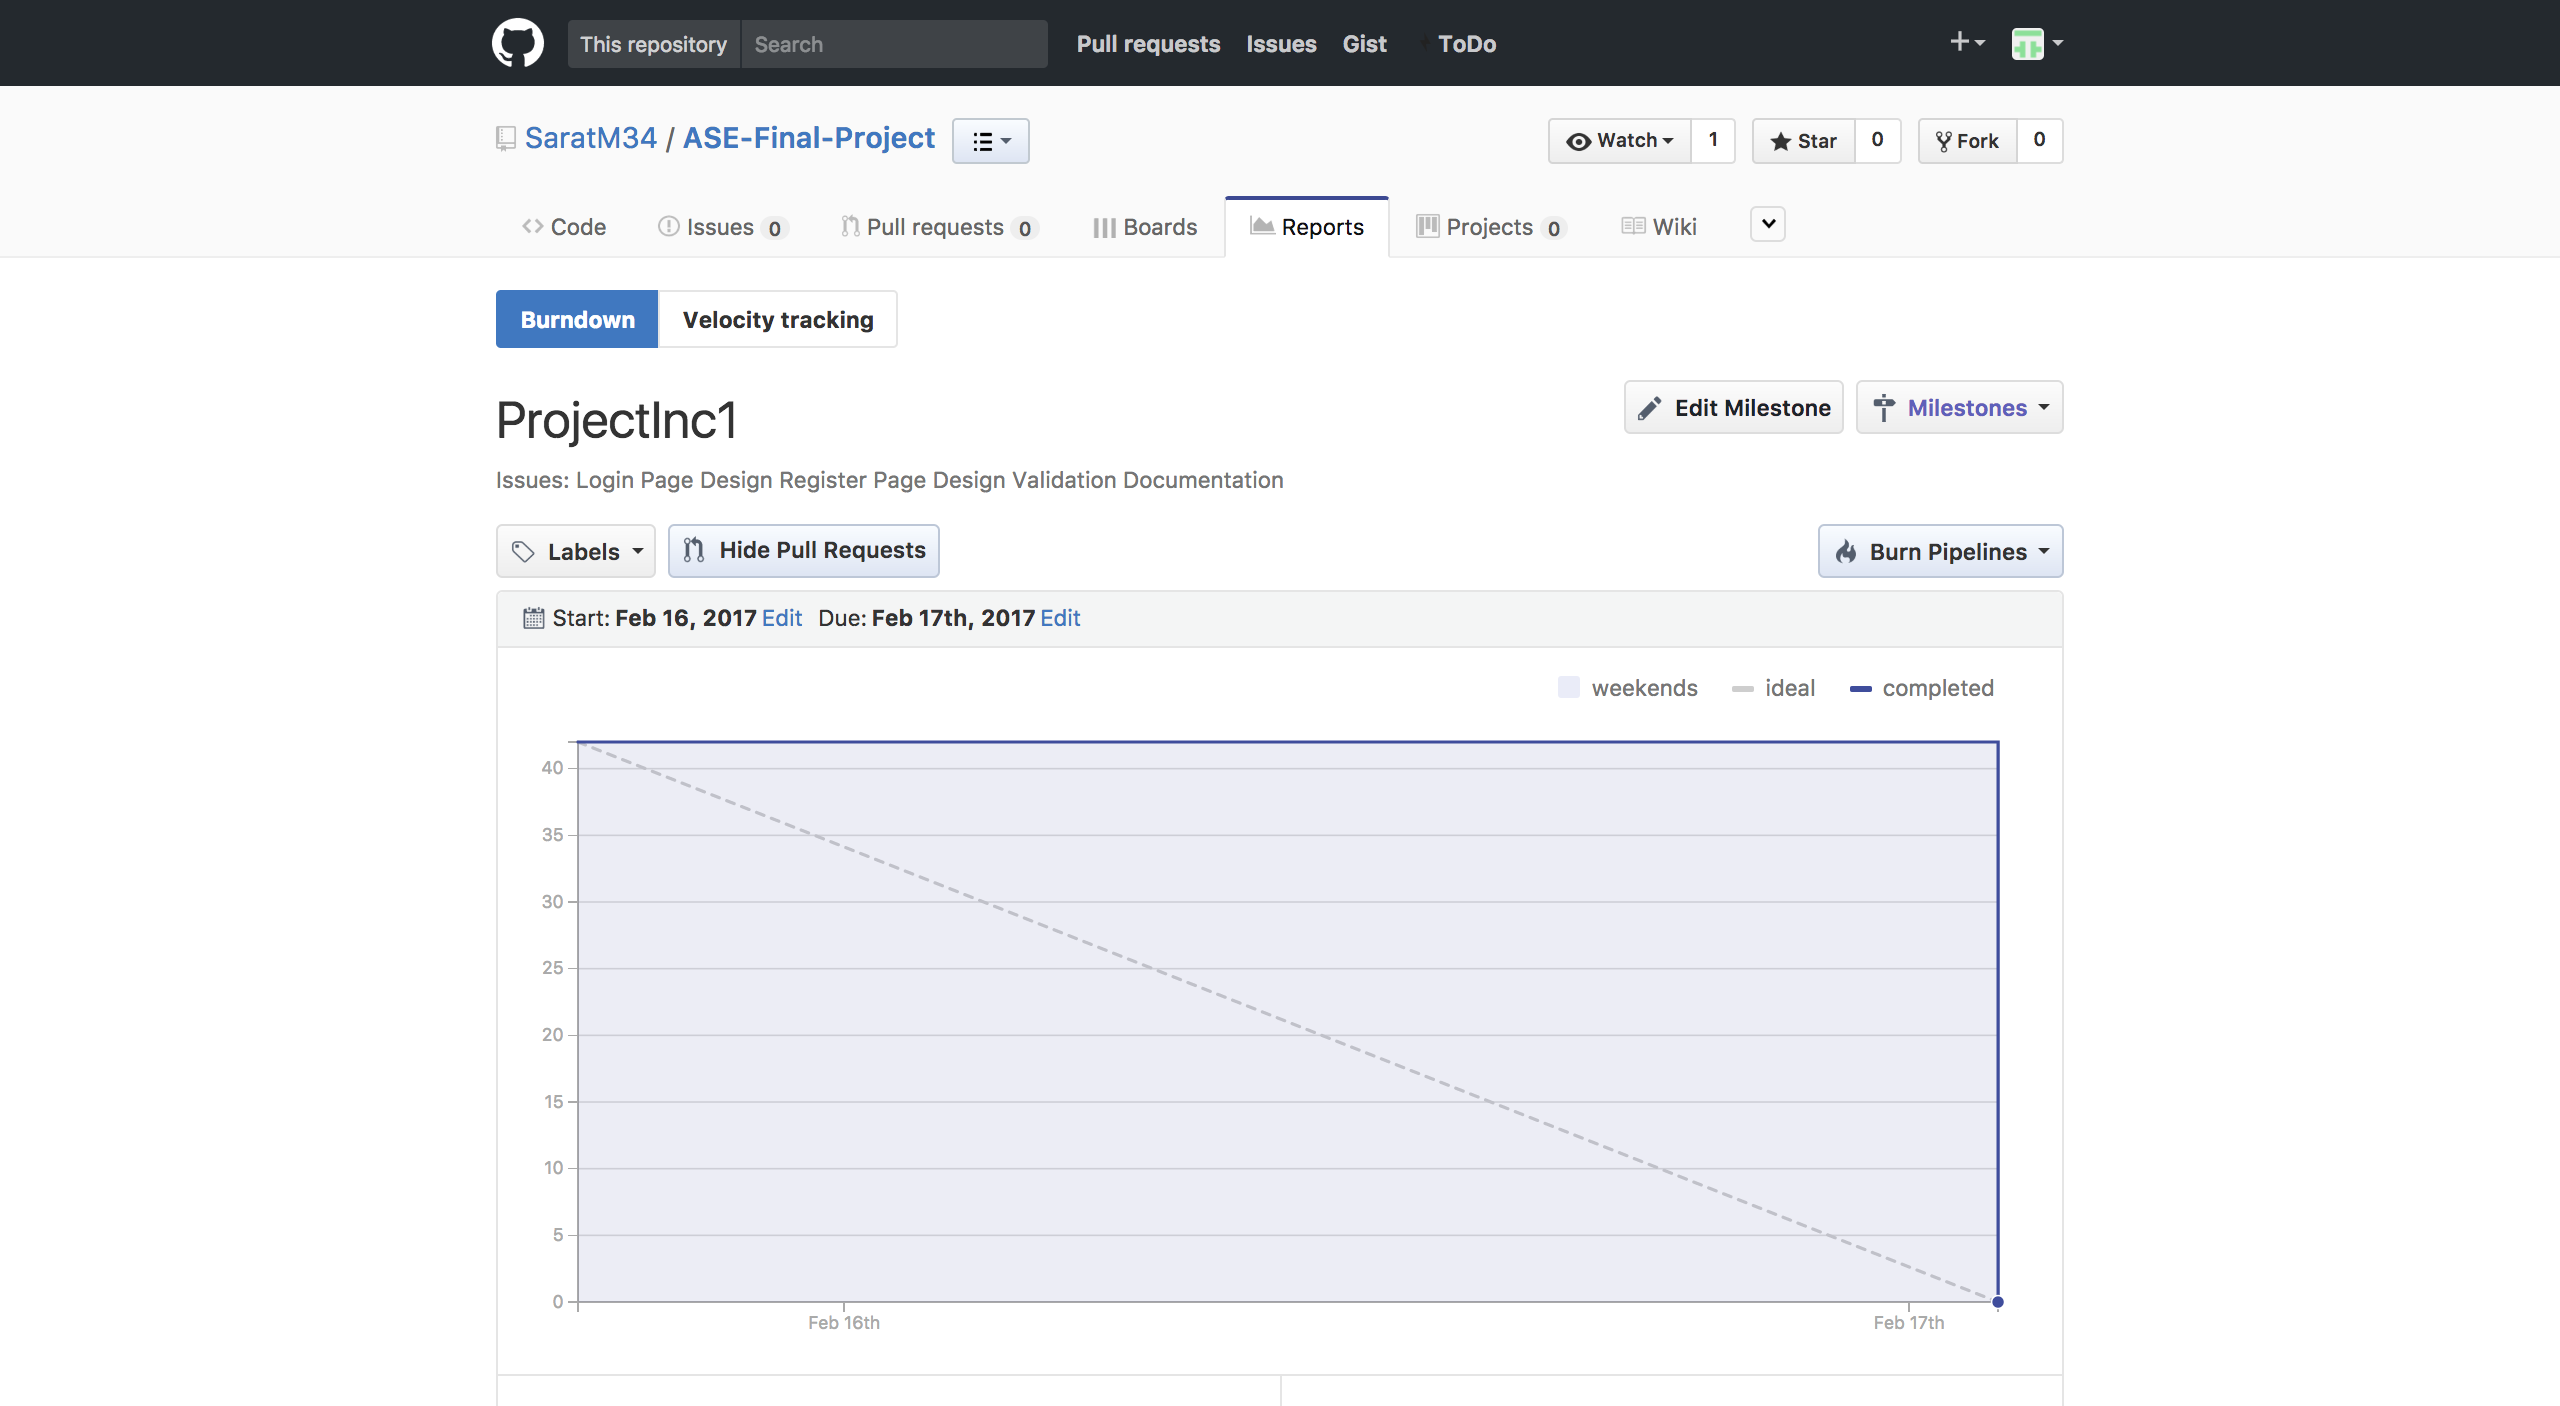 This repository Search Pull requests Issues Gist ToDo
SaratM34 / ASE-Final-Project Watch 1 Star 0 Fork 0
Code Issues 0 Pull requests 0 Boards Reports Projects 0 Wiki
Burndown Velocity tracking
ProjectInc1 Edit Milestone Milestones
Issues: Login Page Design Register Page Design Validation Documentation
Labels Hide Pull Requests Burn Pipelines
Start: Feb 16, 2017 Edit Due: Feb 17th, 2017 Edit
weekends ideal completed
40
35
30
25
20
15
10
5
0
Feb 16th Feb 17th